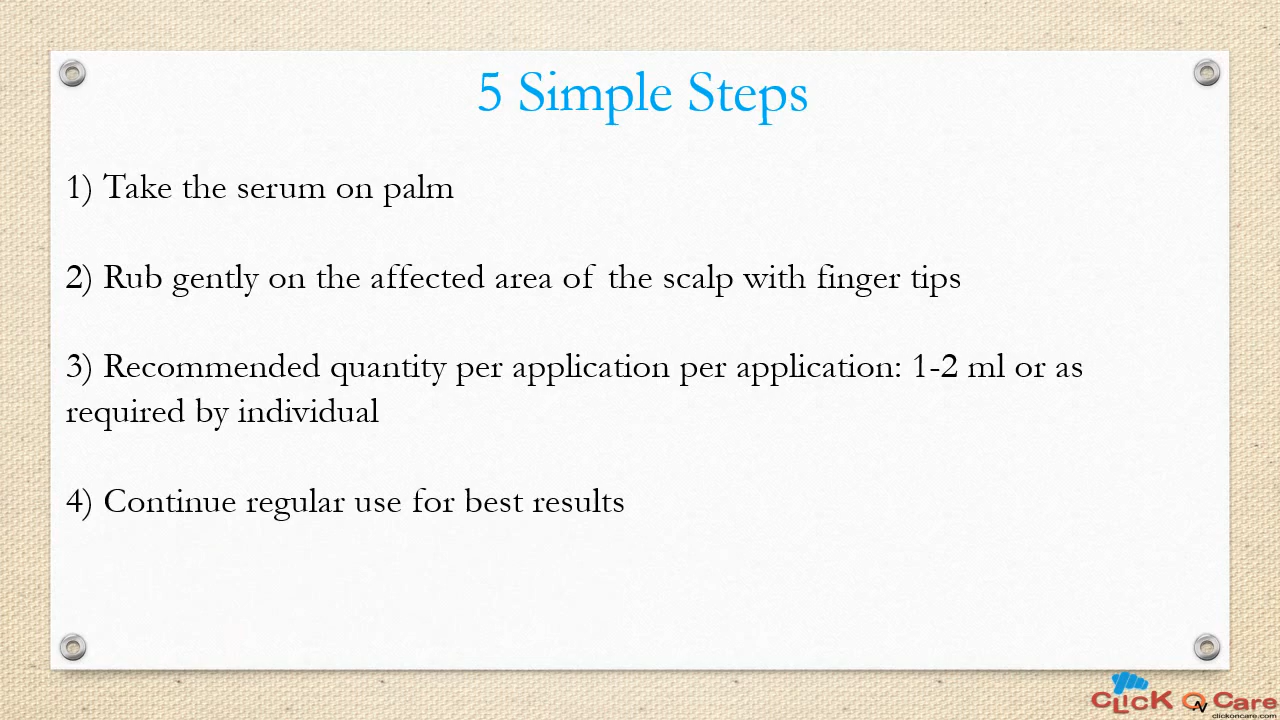 5 Simple Steps
1) Take the serum on palm
2) Rub gently on the affected area of the scalp with finger tips
3) Recommended quantity per application per application: 1-2 ml or as
required by individual
4) Continue regular use for best results
CLicK ON Care
clickoncare.com